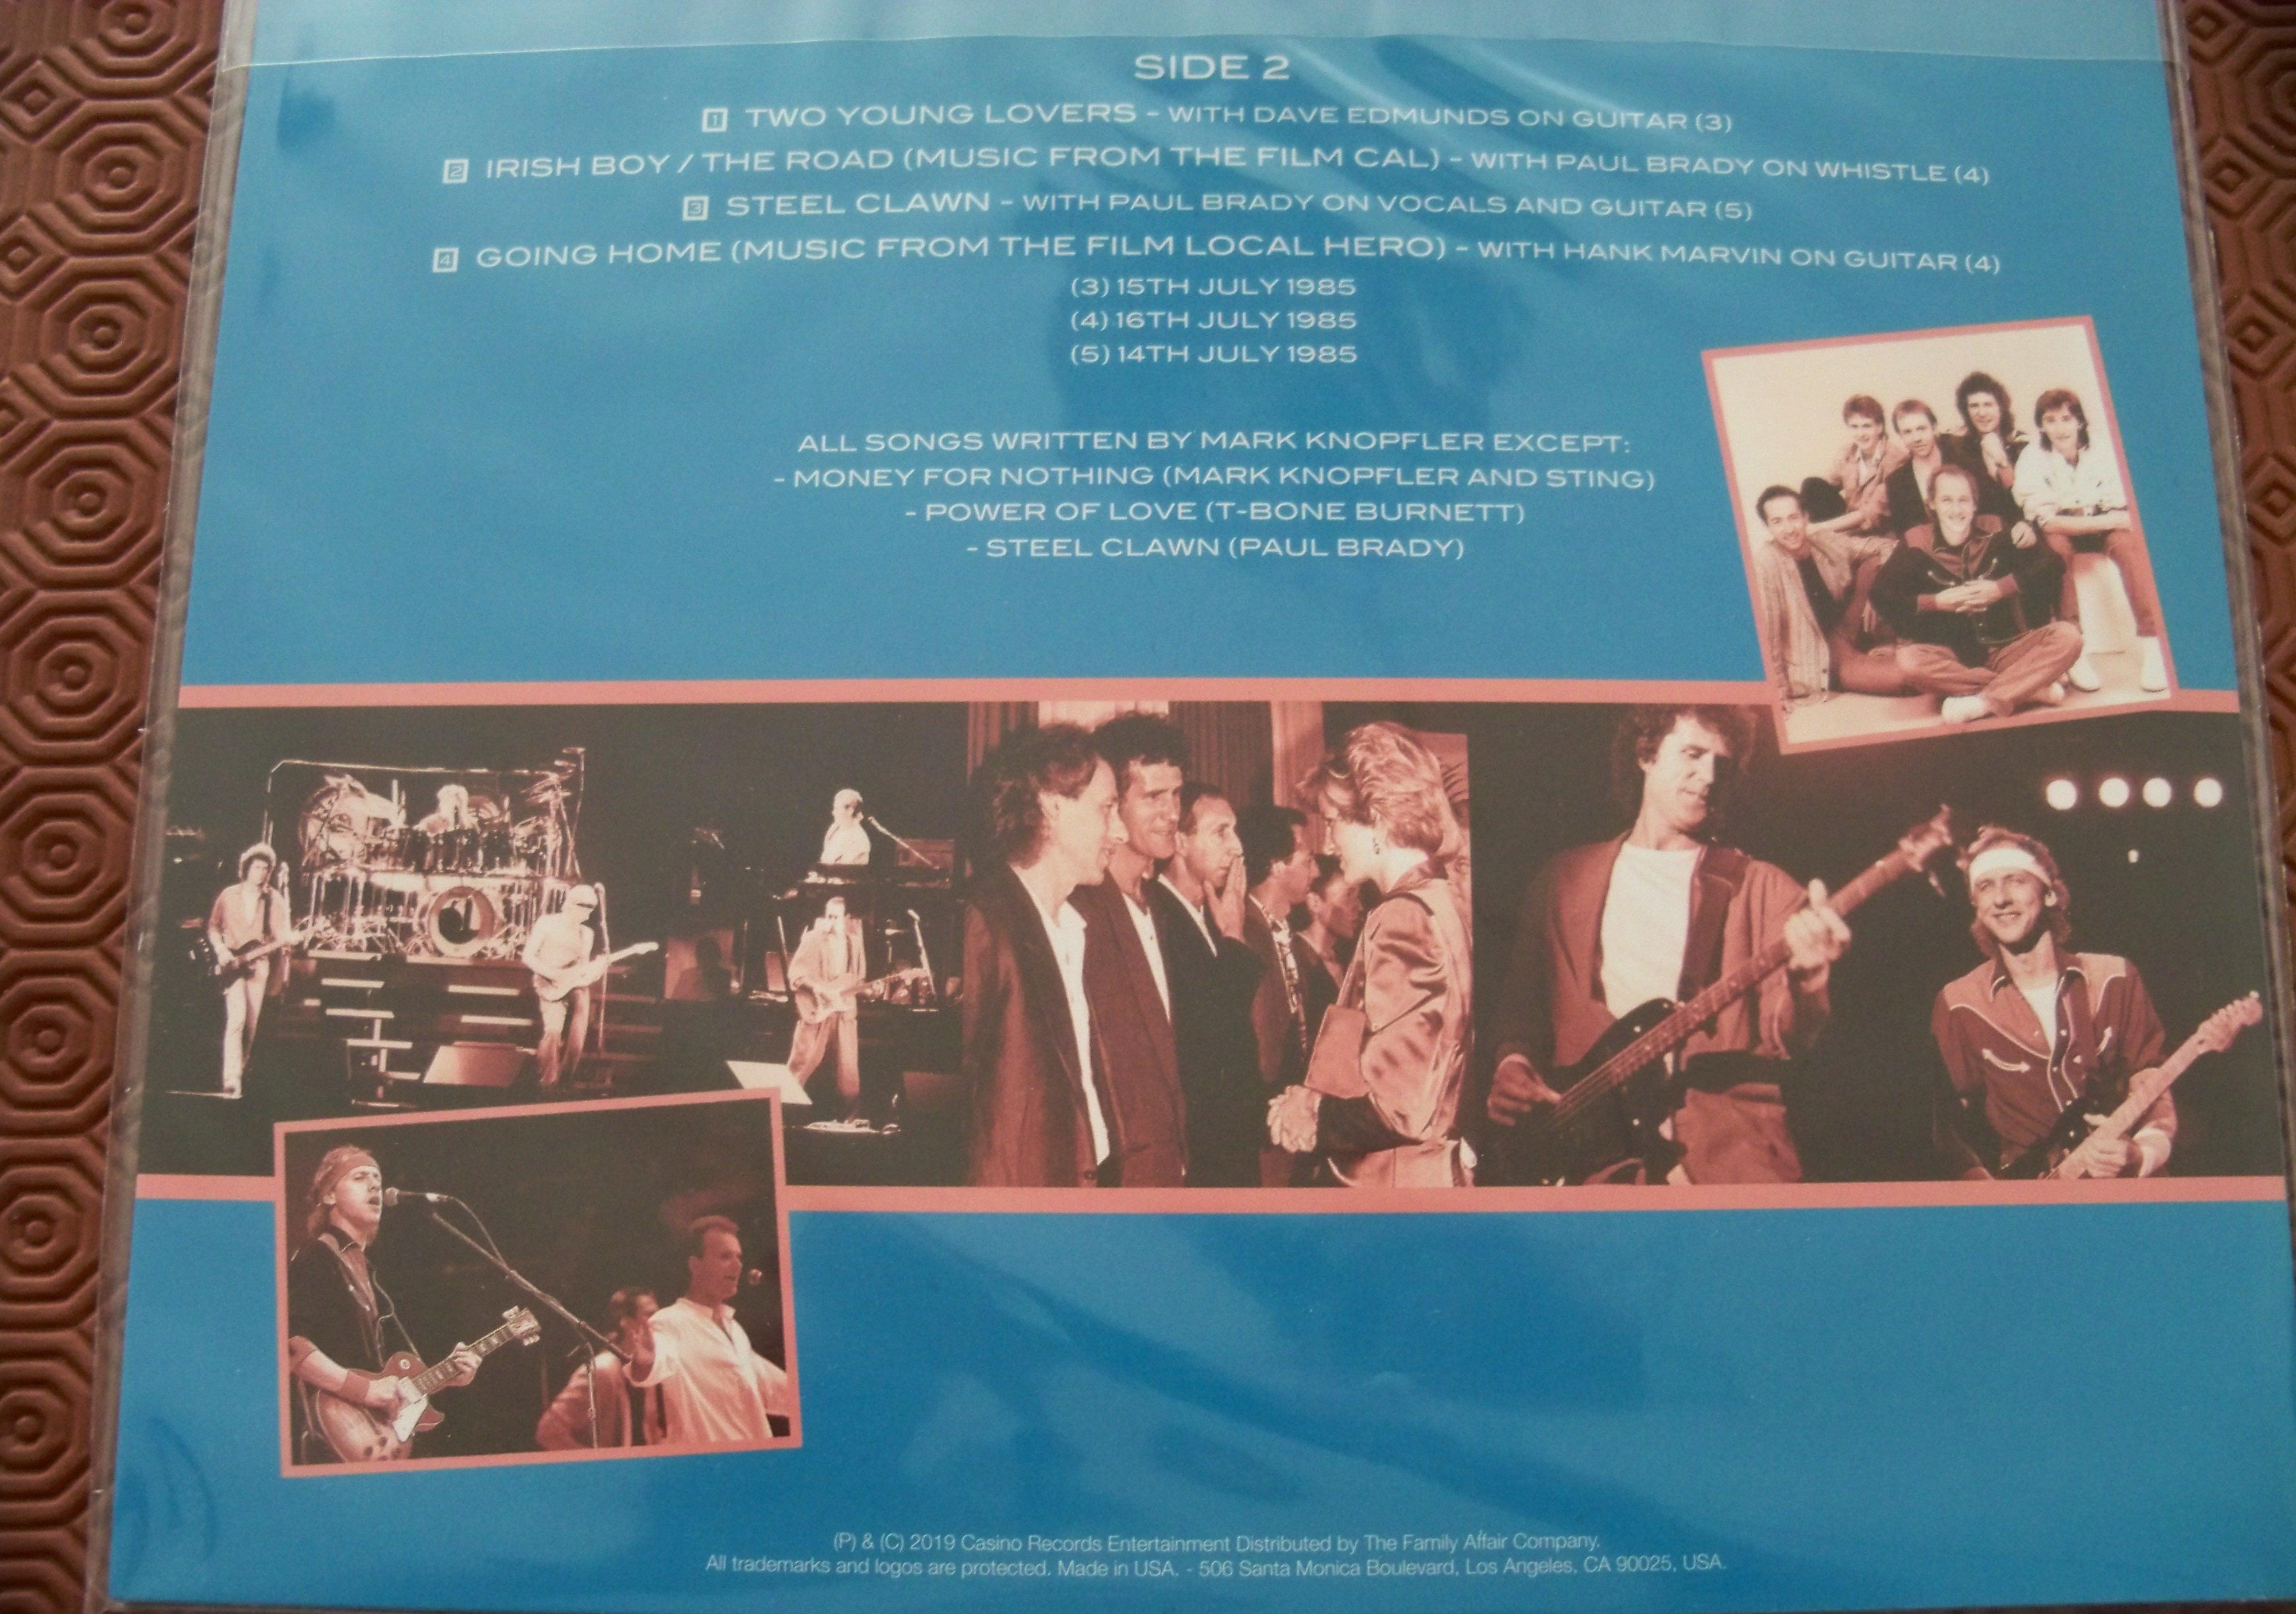 SIDE 2
1 TWO YOUNG LOVERS - WITH DAVE EDMUNDS ON GUITAR (3)
2 IRISH BOY / THE ROAD (MUSIC FROM THE FILM CAL) - WITH PAUL BRADY ON WHISTLE (4)
3 STEEL CLAWN - WITH PAUL BRADY ON VOCALS AND GUITAR (5)
4 GOING HOME (MUSIC FROM THE FILM LOCAL HERO) - WITH HANK MARVIN ON GUITAR (4)
(3) 15TH JULY 1985
(4) 16TH JULY 1985
(5) 14TH JULY 1985
ALL SONGS WRITTEN BY MARK KNOPFLER EXCEPT:
- MONEY FOR NOTHING (MARK KNOPFLER AND STING)
- POWER OF LOVE (T-BONE BURNETT)
- STEEL CLAWN (PAUL BRADY)
(P) & (C) 2019 Casino Records Entertainment Distributed by The Family Affair Company.
All trademarks and logos are protected. Made in USA. - 506 Santa Monica Boulevard, Los Angeles, CA 90025, USA.